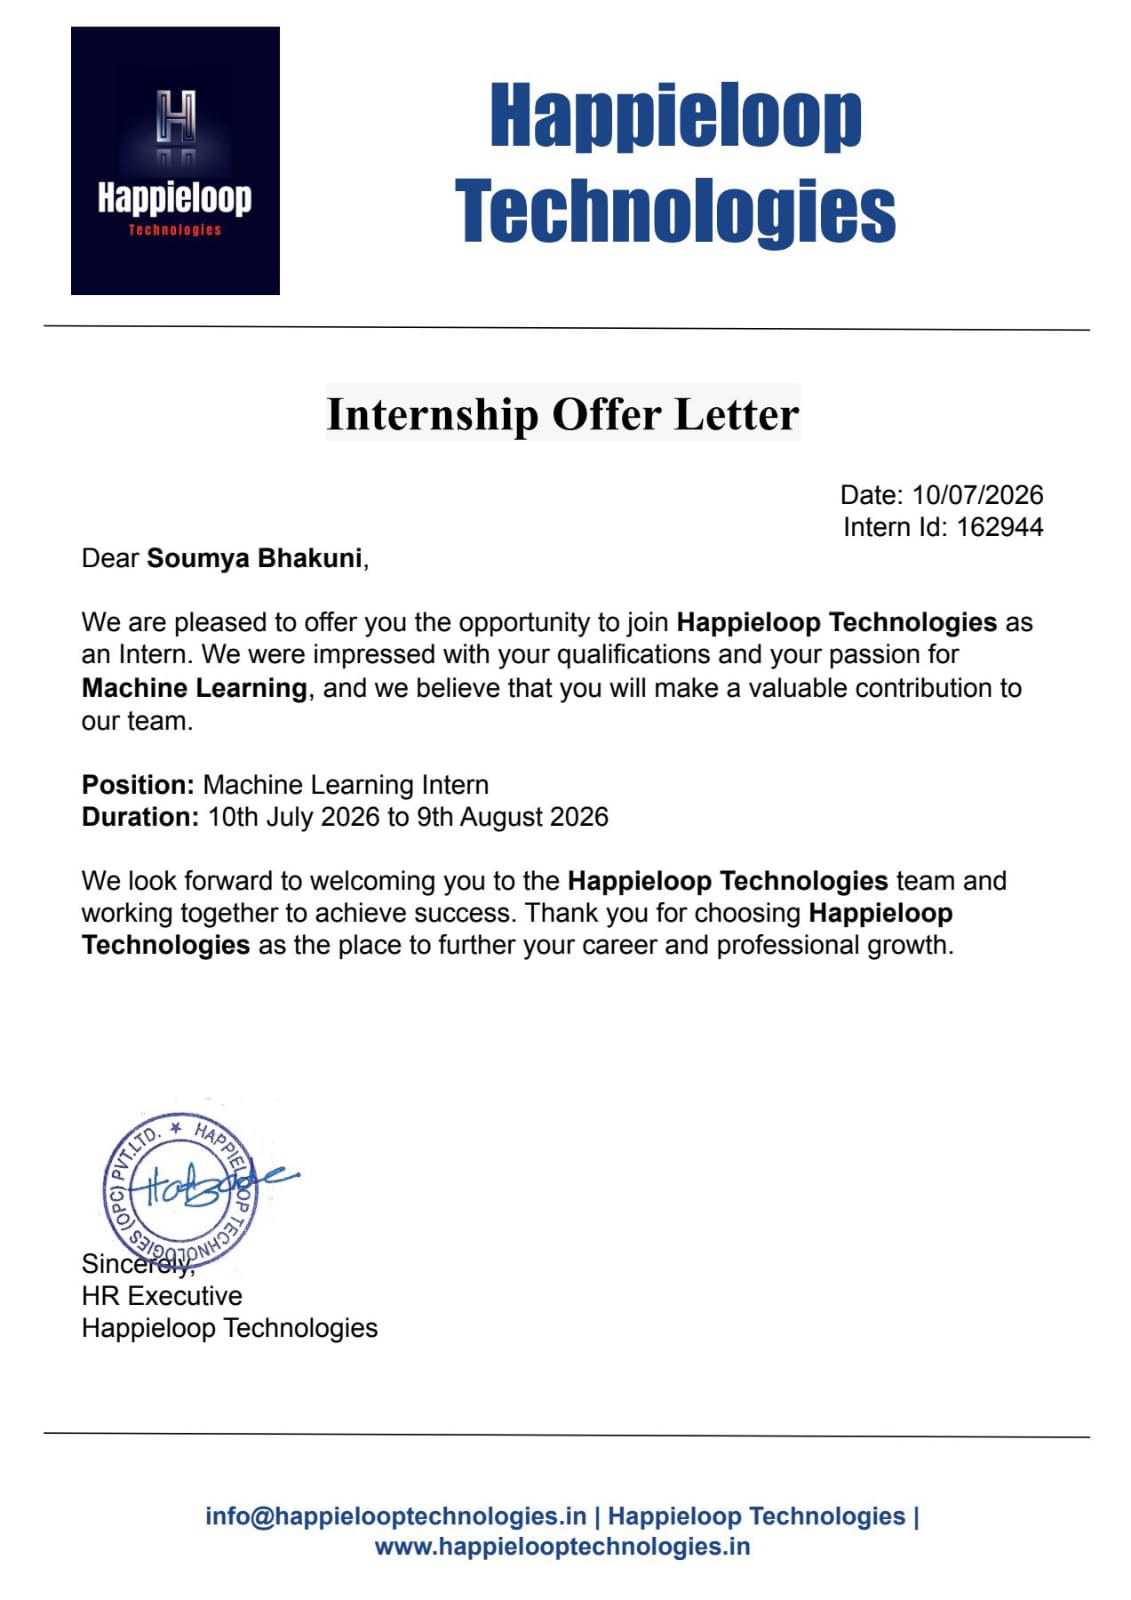 H
Happieloop
Technologies
Happieloop
Technologies
Internship Offer Letter
Date: 10/07/2026
Intern Id: 162944
Dear Soumya Bhakuni,
We are pleased to offer you the opportunity to join Happieloop Technologies as
an Intern. We were impressed with your qualifications and your passion for
Machine Learning, and we believe that you will make a valuable contribution to
our team.
Position: Machine Learning Intern
Duration: 10th July 2026 to 9th August 2026
We look forward to welcoming you to the Happieloop Technologies team and
working together to achieve success. Thank you for choosing Happieloop
Technologies as the place to further your career and professional growth.
HAPPIELOOP TECHNOLOGIES (OPC) PVT.LTD.
Sincerely,
HR Executive
Happieloop Technologies
info@happielooptechnologies.in | Happieloop Technologies |
www.happielooptechnologies.in